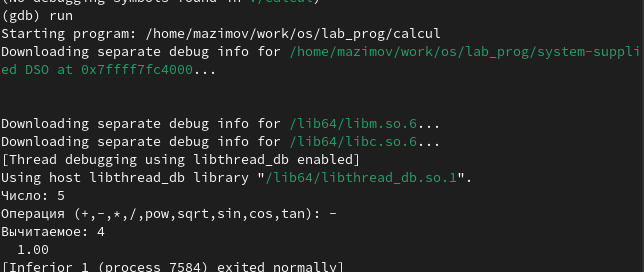 (No debugging symbols found in ./calcul)
(gdb) run
Starting program: /home/mazimov/work/os/lab_prog/calcul
Downloading separate debug info for /home/mazimov/work/os/lab_prog/system-suppli
ed DSO at 0x7ffff7fc4000...
Downloading separate debug info for /lib64/libm.so.6...
Downloading separate debug info for /lib64/libc.so.6...
[Thread debugging using libthread_db enabled]
Using host libthread_db library "/lib64/libthread_db.so.1".
Число: 5
Операция (+,-,*,/,pow,sqrt,sin,cos,tan): -
Вычитаемое: 4
  1.00
[Inferior 1 (process 7584) exited normally]